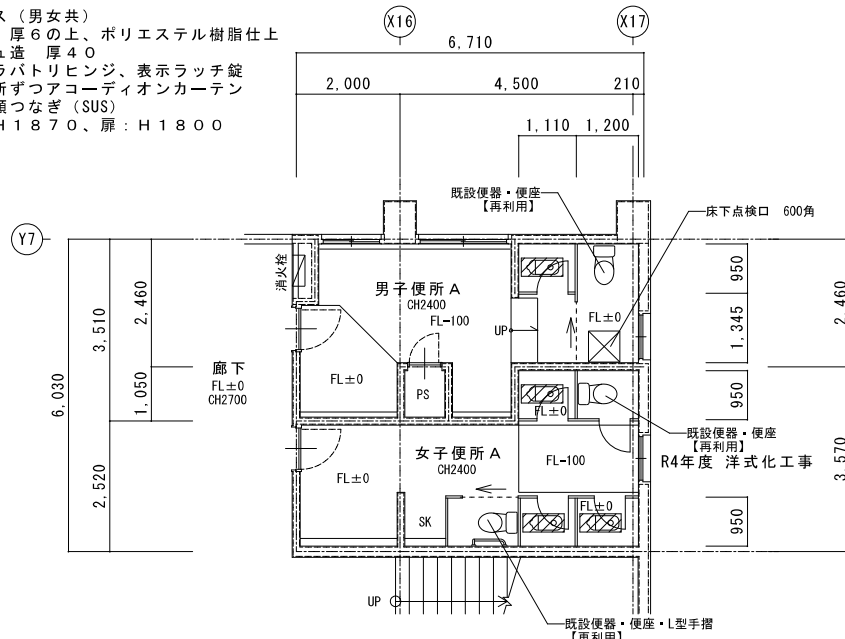 ス（男女共）
厚６の上、ポリエステル樹脂仕上
造　厚４０
ラバトリヒンジ、表示ラッチ錠
所ずつアコーディオンカーテン
頭つなぎ（SUS）
Ｈ１８７０、扉：Ｈ１８００
X16
X17
6,710
2,000
4,500
210
1,110
1,200
既設便器・便座
【再利用】
床下点検口　600角
Y7
消火栓
男子便所Ａ
CH2400
FL-100
UP
FL±0
950
2,460
1,345
2,460
3,510
6,030
1,050
廊下
FL±0
CH2700
FL±0
PS
FL±0
950
既設便器・便座
【再利用】
R4年度 洋式化工事
女子便所Ａ
CH2400
FL-100
FL±0
3,570
2,520
SK
FL±0
950
UP
既設便器・便座・L型手摺
【再利用】